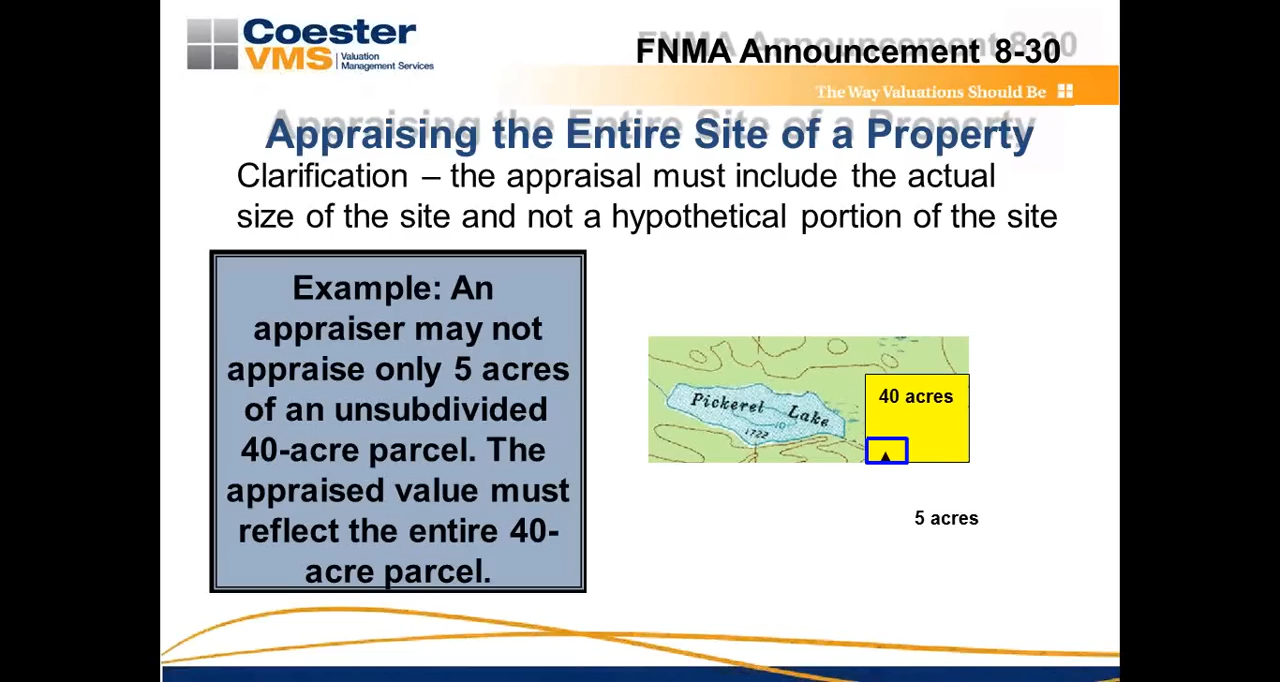 Coester
VMS
Valuation
Management Services
FNMA Announcement 8-30
The Way Valuations Should Be
Appraising the Entire Site of a Property
Clarification – the appraisal must include the actual
size of the site and not a hypothetical portion of the site
Example: An
appraiser may not
appraise only 5 acres
of an unsubdivided
40-acre parcel. The
appraised value must
reflect the entire 40-
acre parcel.
Pickerel Lake
10
1722
40 acres
5 acres